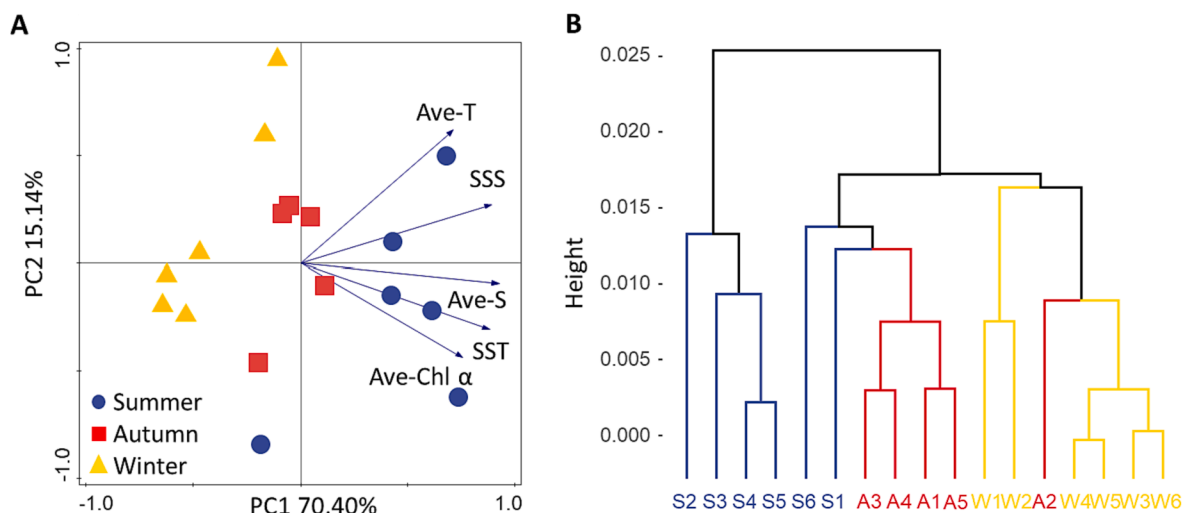 A
1.0
PC2 15.14%
-1.0
Ave-T
SSS
Ave-S
SST
Ave-Chl α
Summer
Autumn
Winter
-1.0
PC1 70.40%
1.0
B
Height
0.025 -
0.020 -
0.015 -
0.010 -
0.005 -
0.000 -
S2 S3 S4 S5 S6 S1 A3 A4 A1 A5 W1 W2 A2 W4 W5 W3 W6